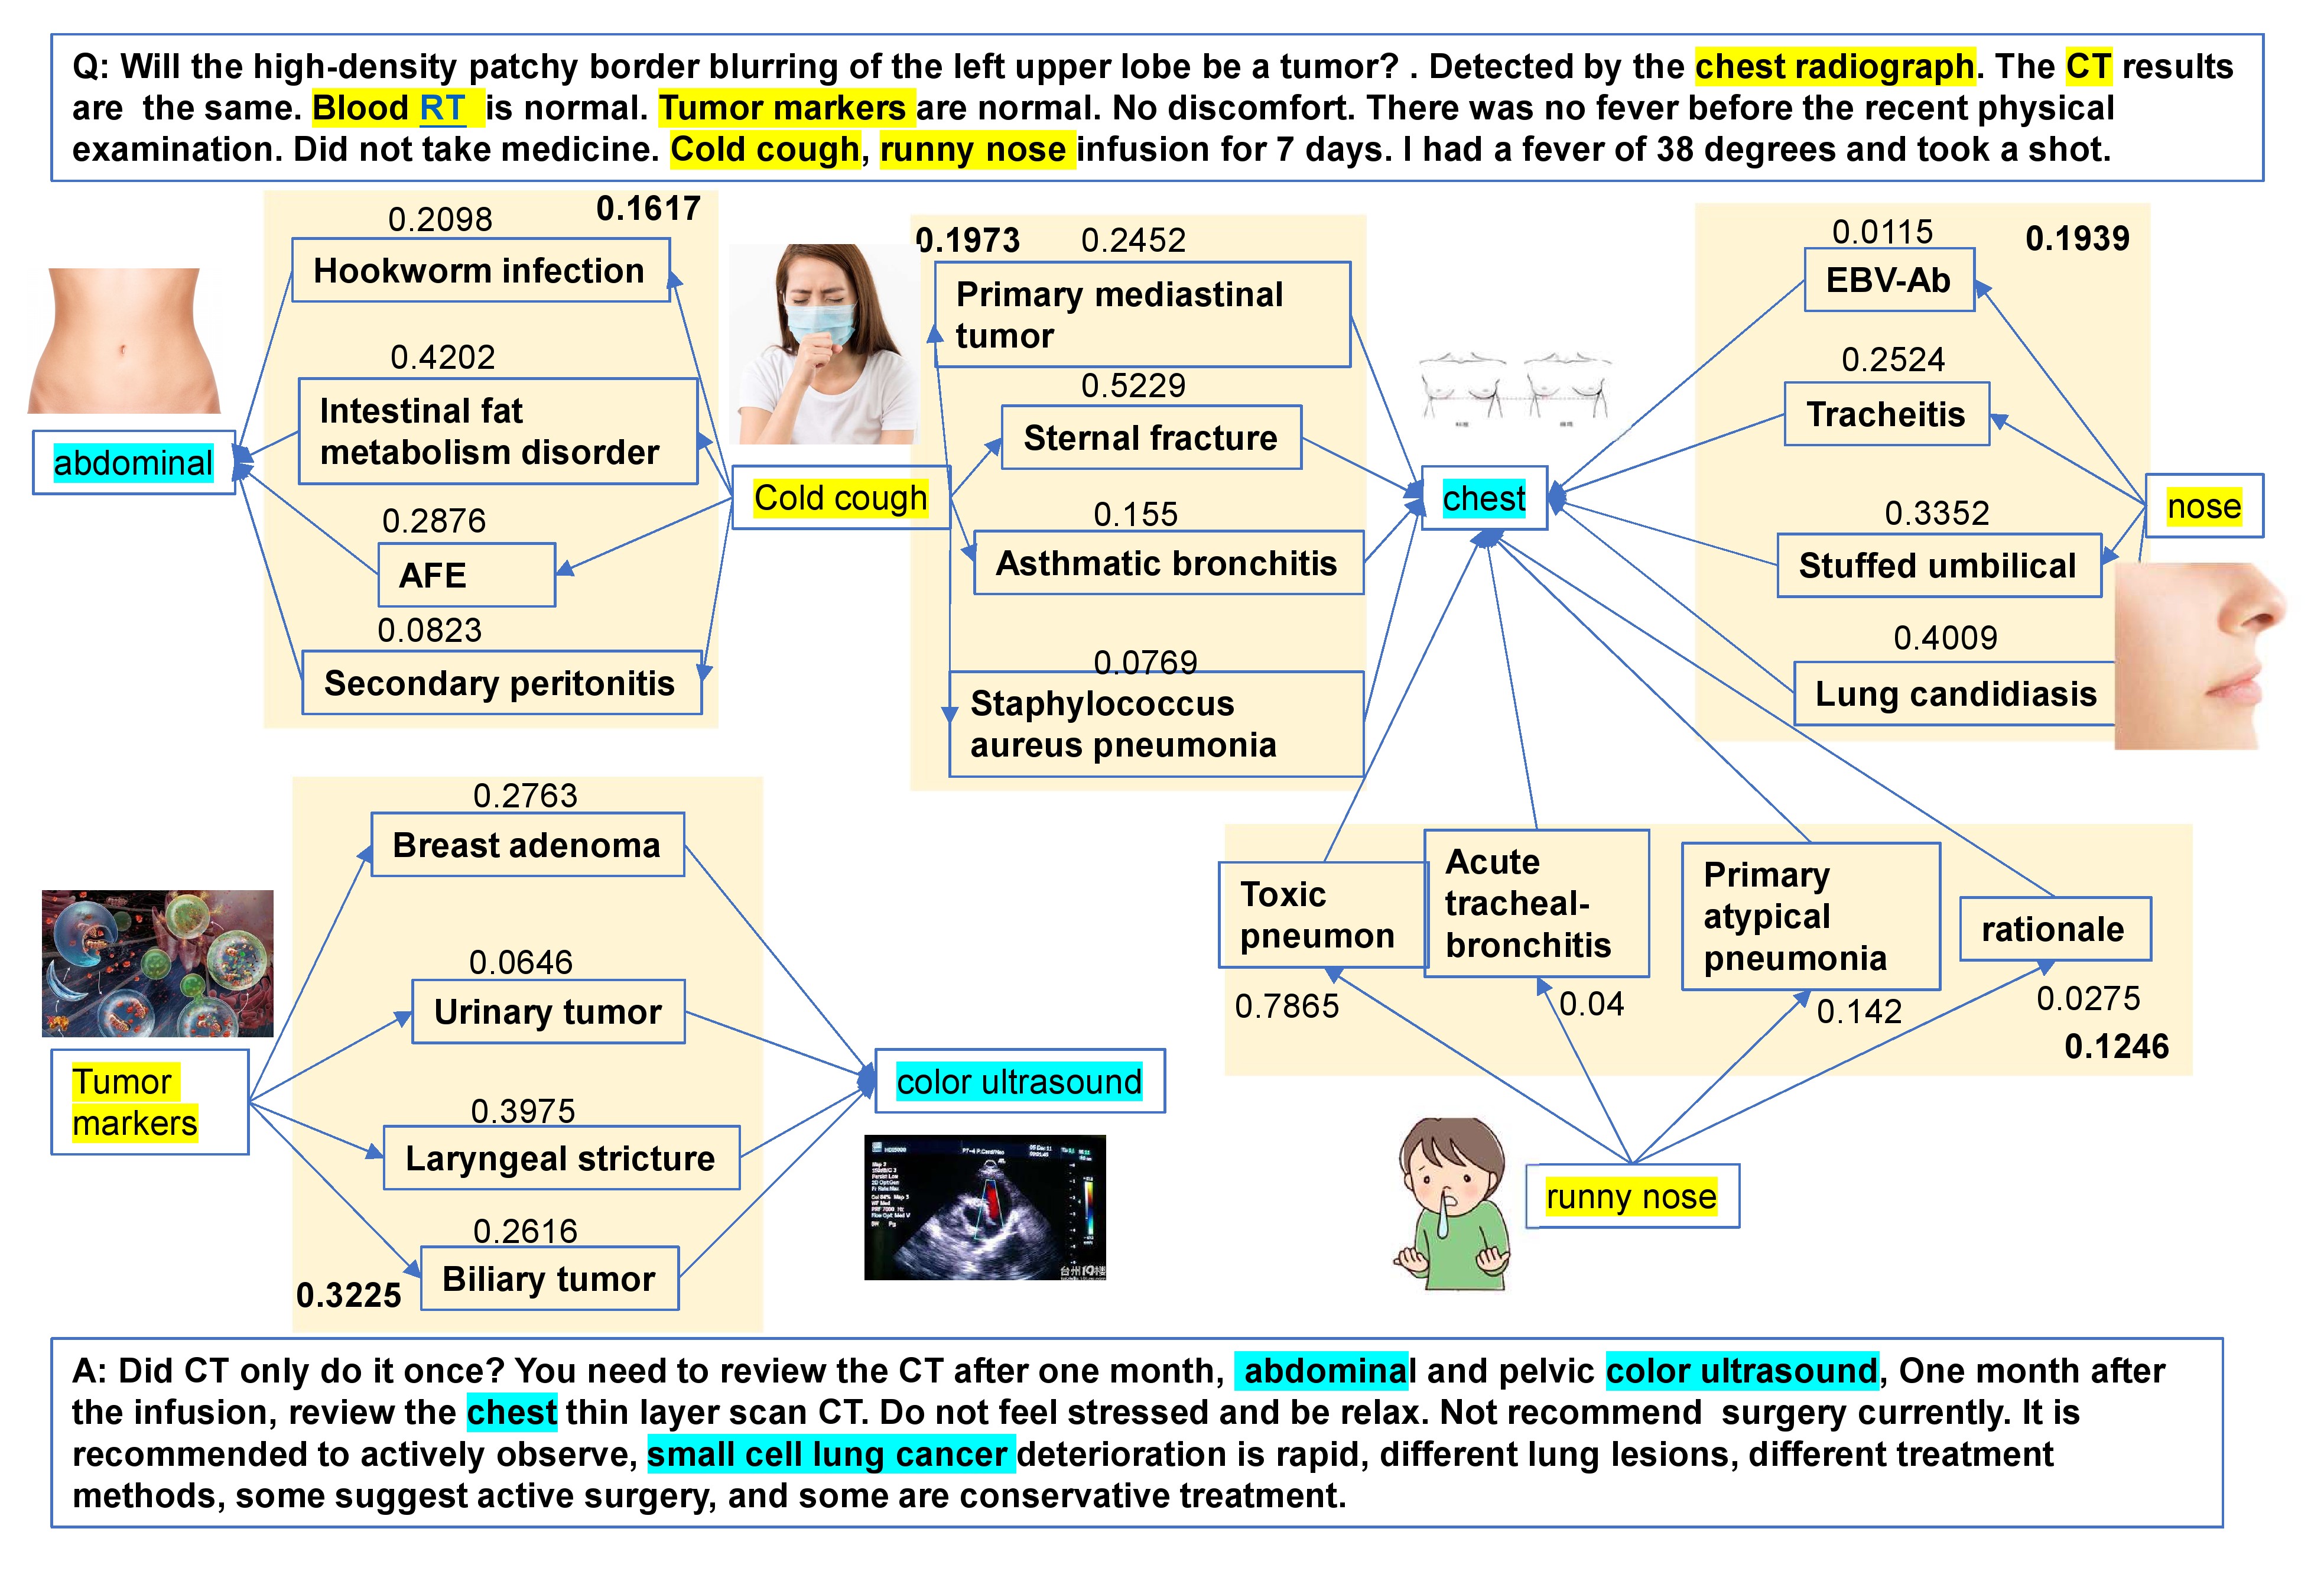 Q: Will the high-density patchy border blurring of the left upper lobe be a tumor? . Detected by the chest radiograph. The CT results
are the same. Blood RT is normal. Tumor markers are normal. No discomfort. There was no fever before the recent physical
examination. Did not take medicine. Cold cough, runny nose infusion for 7 days. I had a fever of 38 degrees and took a shot.
0.1617
0.2098
Hookworm infection
0.4202
Intestinal fat
metabolism disorder
0.2876
AFE
0.0823
Secondary peritonitis
abdominal
Cold cough
0.1973
0.2452
Primary mediastinal
tumor
0.5229
Sternal fracture
0.155
Asthmatic bronchitis
0.0769
Staphylococcus
aureus pneumonia
chest
0.0115
0.1939
EBV-Ab
0.2524
Tracheitis
0.3352
Stuffed umbilical
0.4009
Lung candidiasis
nose
0.2763
Breast adenoma
0.0646
Urinary tumor
0.3975
Laryngeal stricture
0.2616
Biliary tumor
0.3225
Tumor
markers
color ultrasound
台州19楼
Toxic
pneumon
0.7865
Acute
tracheal-
bronchitis
0.04
Primary
atypical
pneumonia
0.142
rationale
0.0275
0.1246
runny nose
A: Did CT only do it once? You need to review the CT after one month, abdominal and pelvic color ultrasound, One month after
the infusion, review the chest thin layer scan CT. Do not feel stressed and be relax. Not recommend surgery currently. It is
recommended to actively observe, small cell lung cancer deterioration is rapid, different lung lesions, different treatment
methods, some suggest active surgery, and some are conservative treatment.